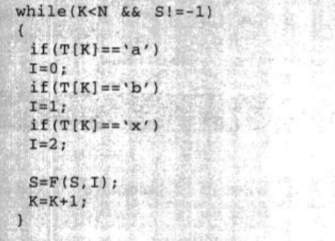 while(K<N && S!=-1)
{
if(T[K]==‘a’)
I=0;
if(T[K]==‘b’)
I=1;
if(T[K]==‘x’)
I=2;
S=F(S,I);
K=K+1;
}